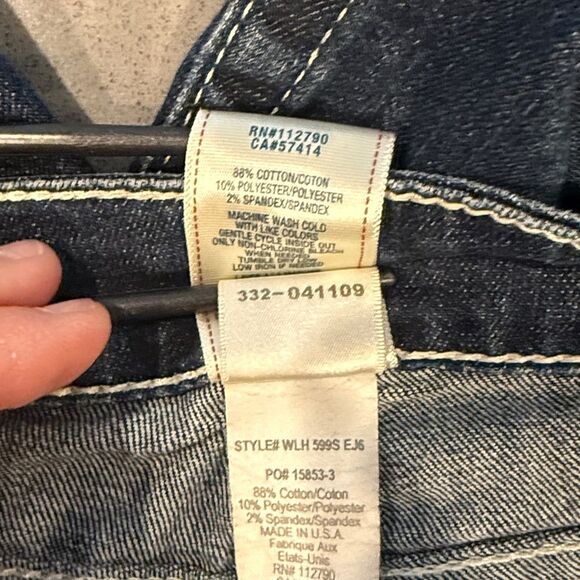 RN#112790
CA#57414
88% COTTON/COTON
10% POLYESTER/POLYESTER
2% SPANDEX/SPANDEX
MACHINE WASH COLD
WITH LIKE COLORS
GENTLE CYCLE INSIDE OUT
ONLY NON-CHLORINE BLEACH
WHEN NEEDED
TUMBLE DRY LOW
LOW IRON IF NEEDED
332-041109
STYLE# WLH 599S EJ6
PO# 15853-3
88% Cotton/Coton
10% Polyester/Polyester
2% Spandex/Spandex
MADE IN U.S.A.
Fabrique Aux
Etats-Unis
RN# 112790